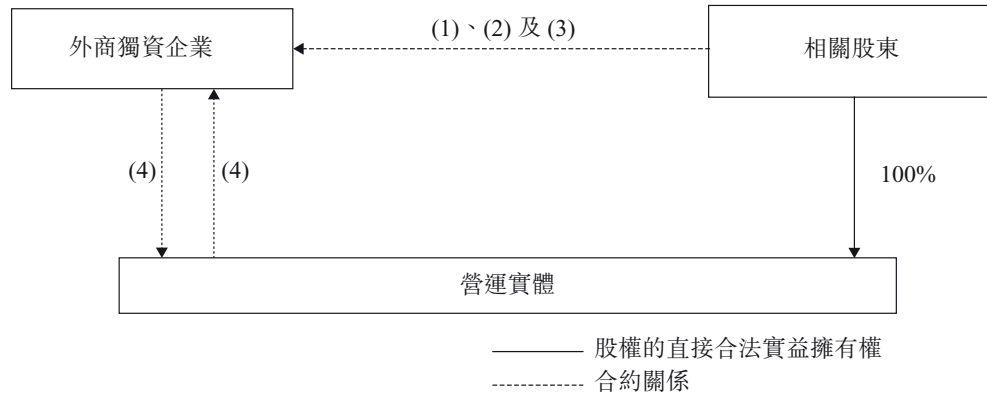 (1)、(2) 及 (3)
外商獨資企業
相關股東
(4)
(4)
100%
營運實體
股權的直接合法實益擁有權
合約關係